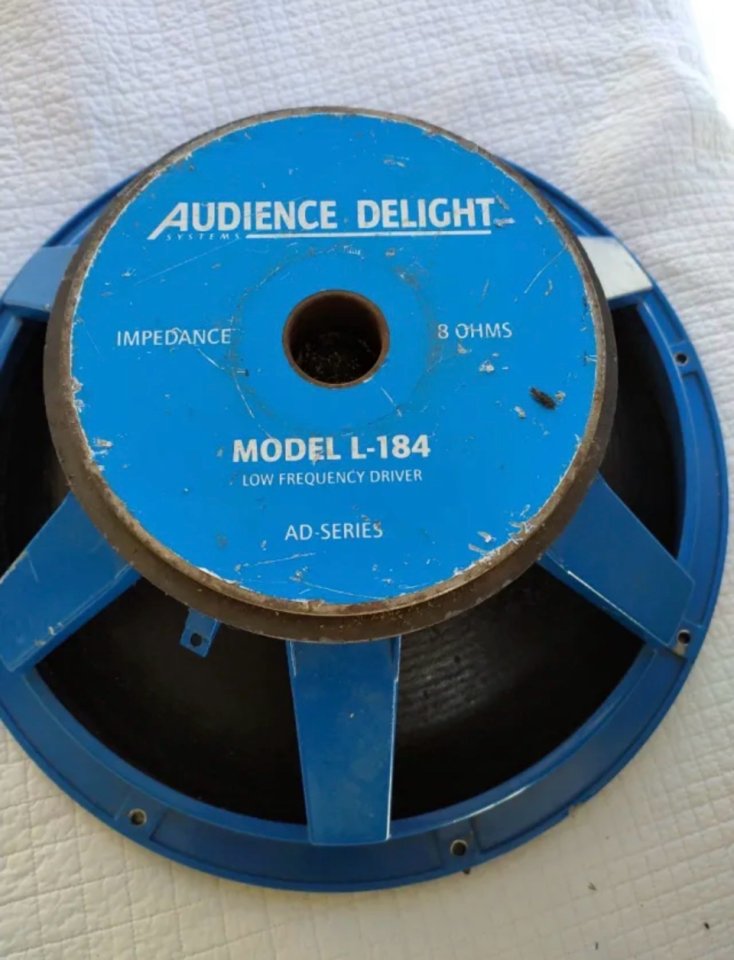 AUDIENCE DELIGHT
SYSTEMS
IMPEDANCE 8 OHMS
MODEL L-184
LOW FREQUENCY DRIVER
AD-SERIES